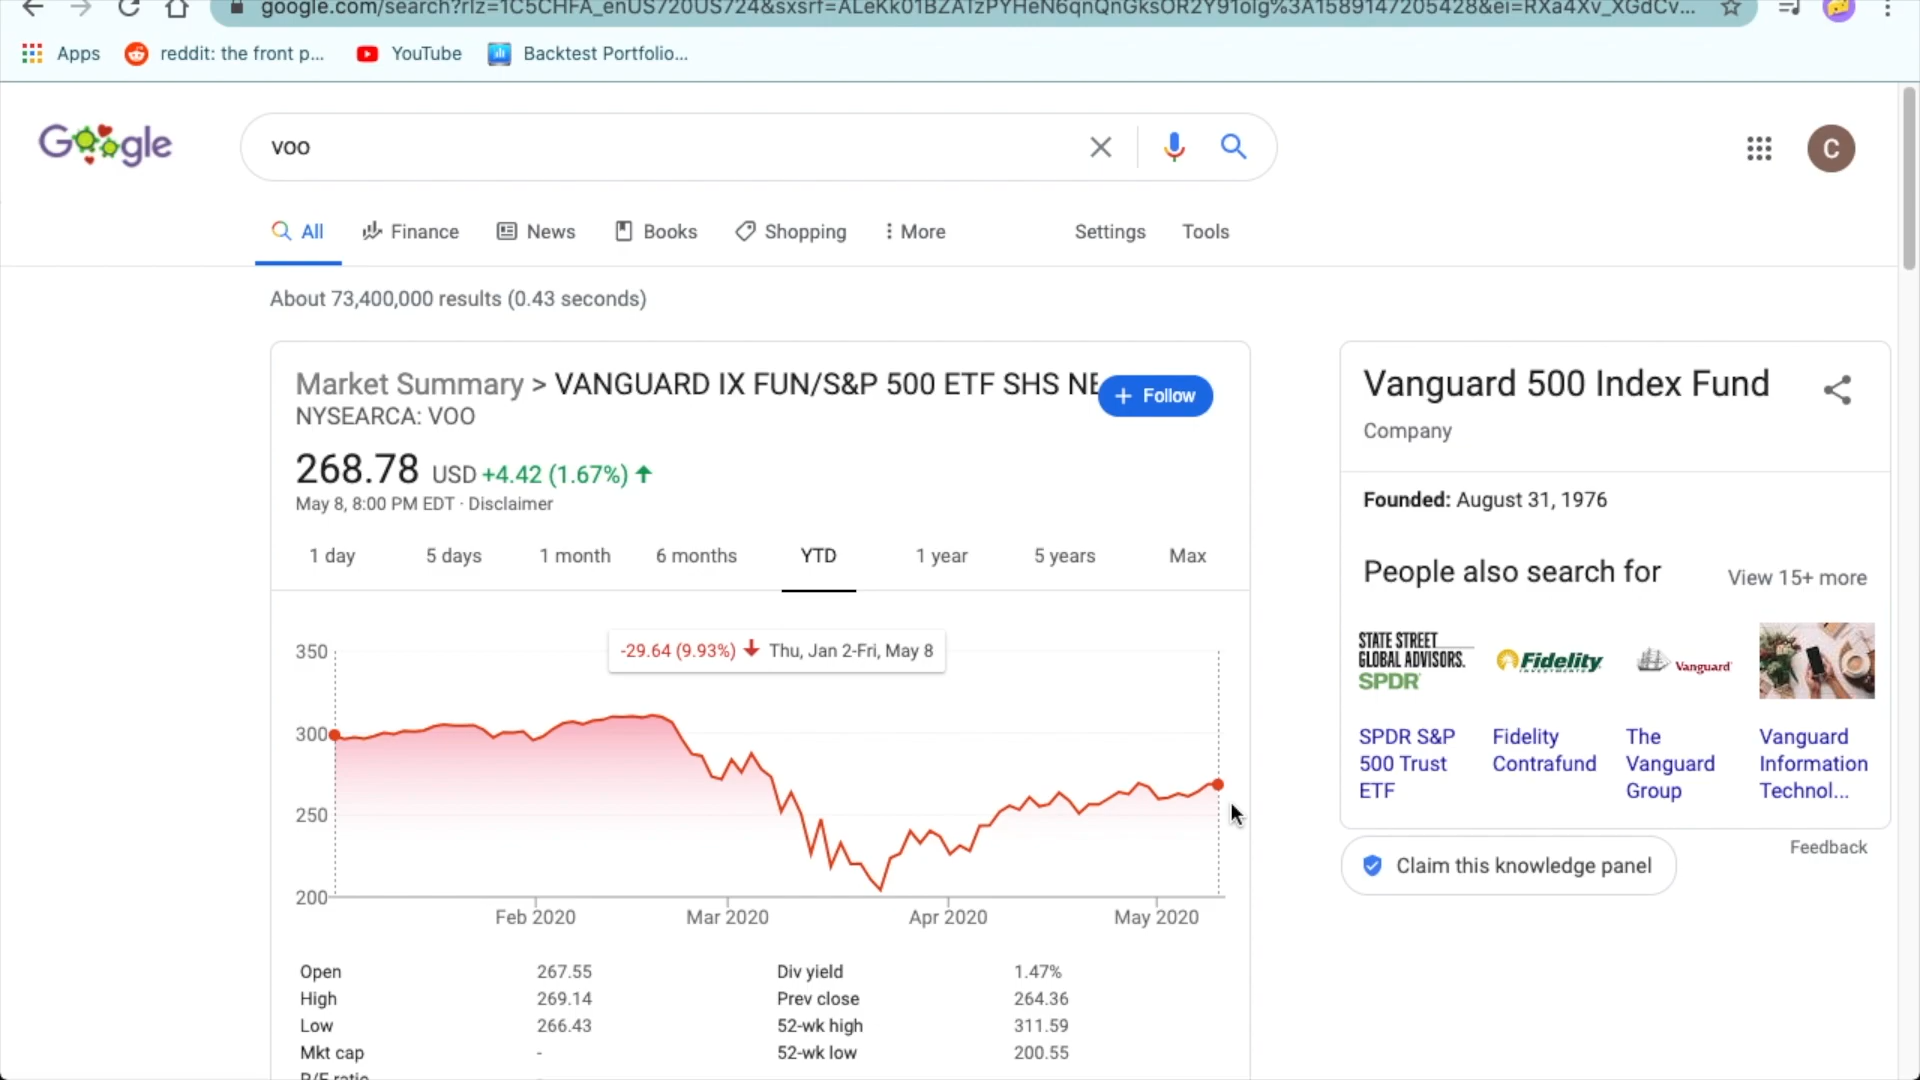 google.com/search?rlz=1C5CHFA_enUS720US724&sxsrf=ALeKk01BZATzPYHeN6qnQnGksOR2Y91olg%3A1589147205428&ei=RXa4Xv_XGdCv...
Apps reddit: the front p... YouTube Backtest Portfolio...
Google voo C
All Finance News Books Shopping More Settings Tools
About 73,400,000 results (0.43 seconds)
Market Summary > VANGUARD IX FUN/S&P 500 ETF SHS NE
+ Follow
NYSEARCA: VOO
268.78 USD +4.42 (1.67%)
May 8, 8:00 PM EDT · Disclaimer
1 day 5 days 1 month 6 months YTD 1 year 5 years Max
-29.64 (9.93%) Thu, Jan 2-Fri, May 8
350
300
250
200
Feb 2020 Mar 2020 Apr 2020 May 2020
Open 267.55 Div yield 1.47%
High 269.14 Prev close 264.36
Low 266.43 52-wk high 311.59
Mkt cap - 52-wk low 200.55
P/E ratio
Vanguard 500 Index Fund
Company
Founded: August 31, 1976
People also search for View 15+ more
STATE STREET
GLOBAL ADVISORS.
SPDR
Fidelity
INVESTMENTS
Vanguard
SPDR S&P
500 Trust
ETF
Fidelity
Contrafund
The
Vanguard
Group
Vanguard
Information
Technol...
Feedback
Claim this knowledge panel